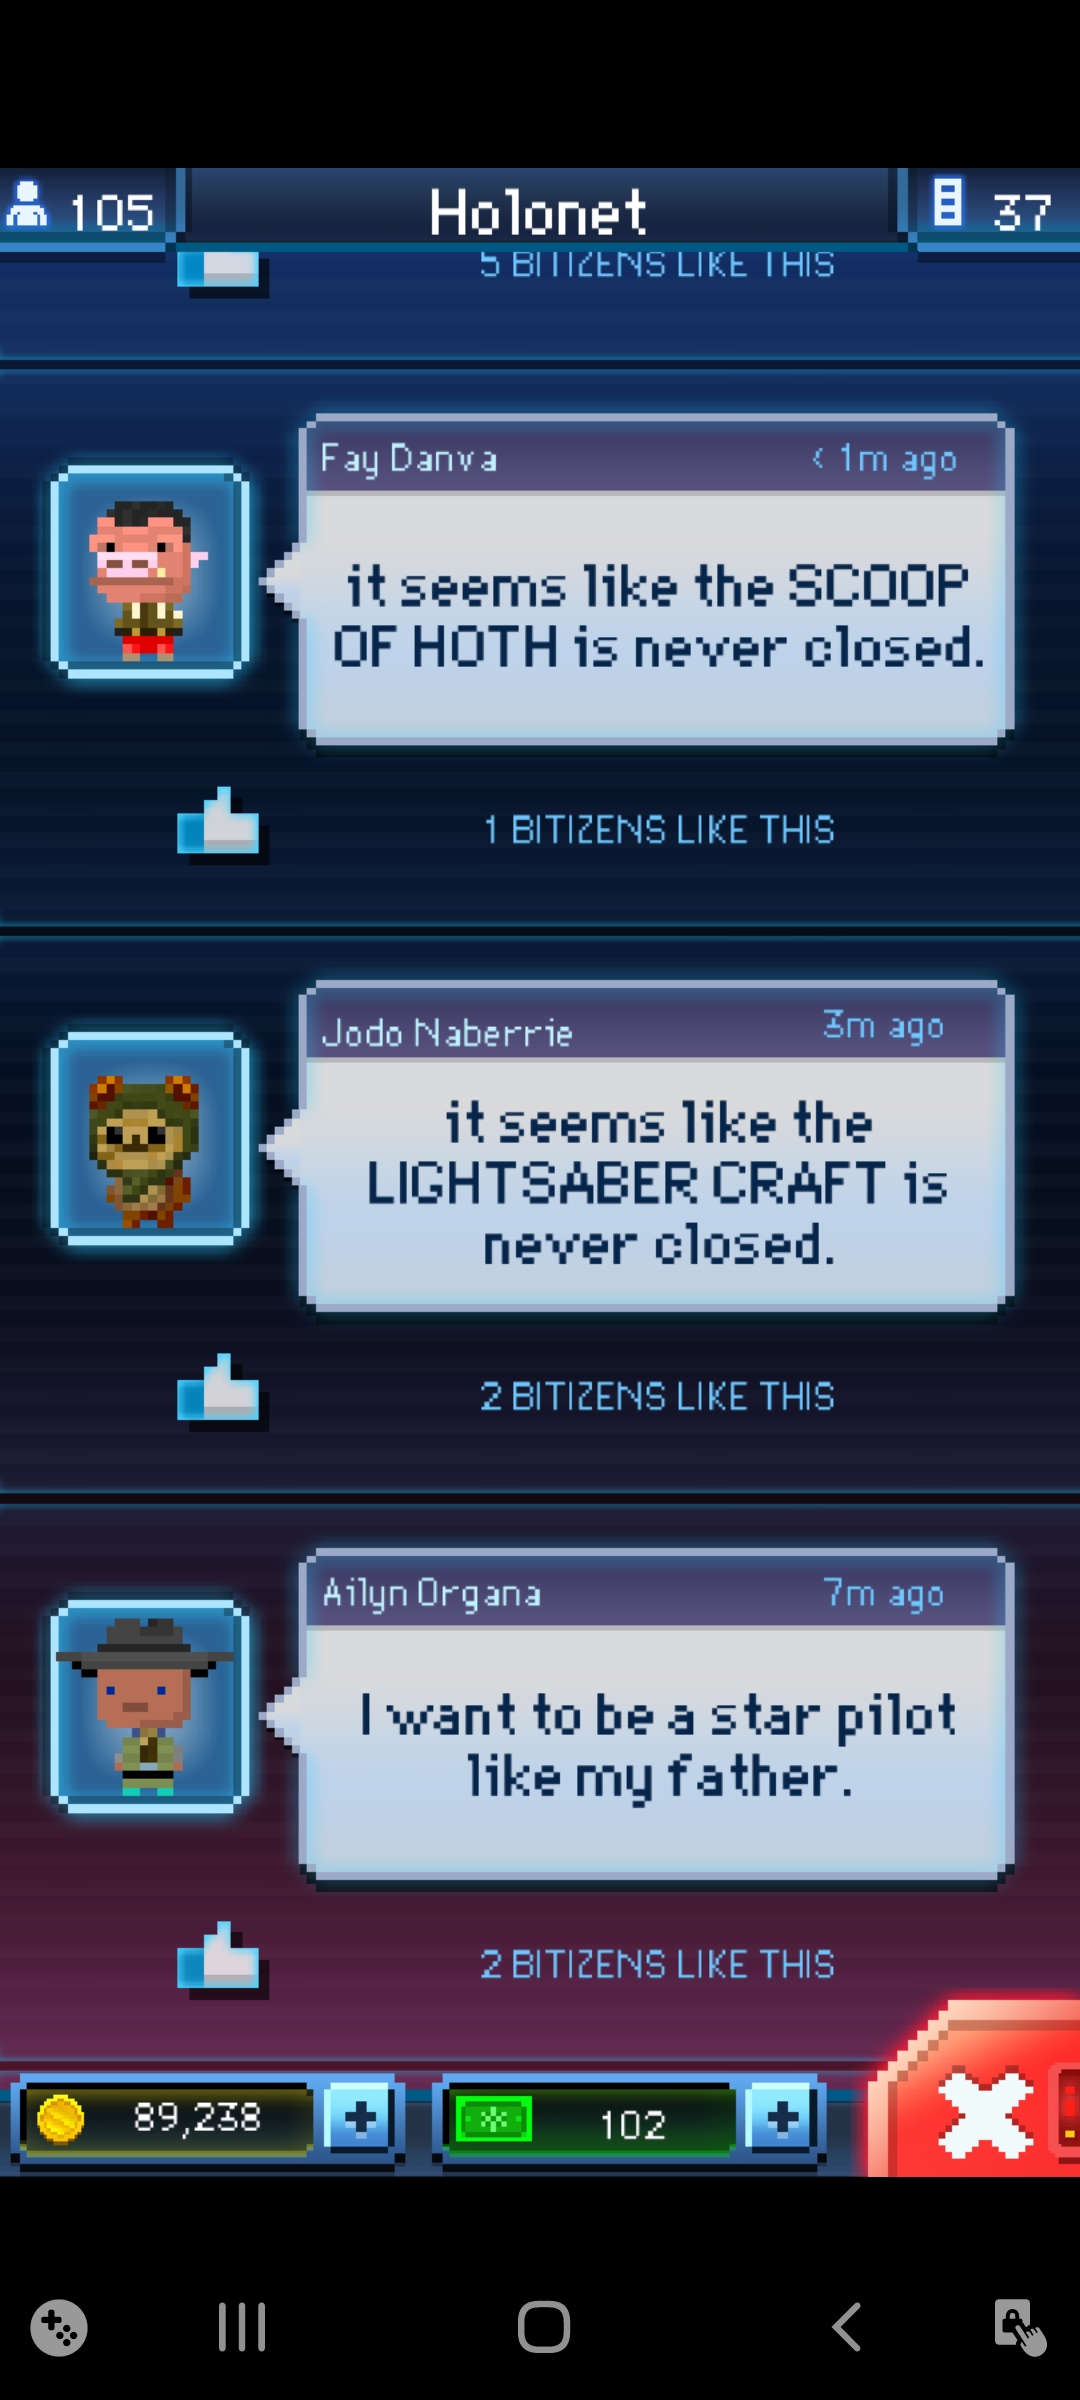 105
Holonet
37
5 BITIZENS LIKE THIS
Fay Danva
< 1m ago
it seems like the SCOOP
OF HOTH is never closed.
1 BITIZENS LIKE THIS
Jodo Naberrie
3m ago
it seems like the
LIGHTSABER CRAFT is
never closed.
2 BITIZENS LIKE THIS
Ailyn Organa
7m ago
I want to be a star pilot
like my father.
2 BITIZENS LIKE THIS
89,238
102